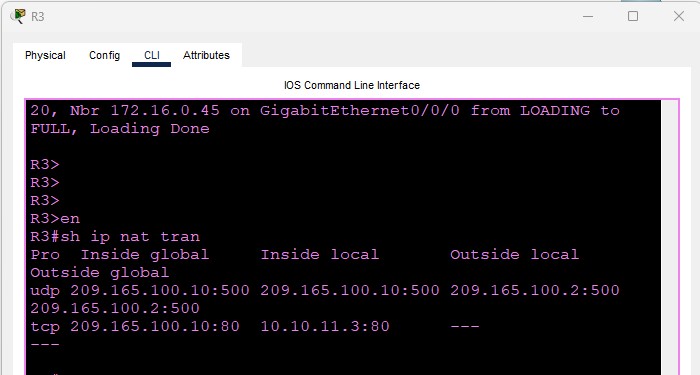 R3
Physical Config CLI Attributes
IOS Command Line Interface
20, Nbr 172.16.0.45 on GigabitEthernet0/0/0 from LOADING to
FULL, Loading Done
R3>
R3>
R3>
R3>en
R3#sh ip nat tran
Pro  Inside global     Inside local       Outside local
Outside global
udp 209.165.100.10:500 209.165.100.10:500 209.165.100.2:500
209.165.100.2:500
tcp 209.165.100.10:80  10.10.11.3:80      ---
---